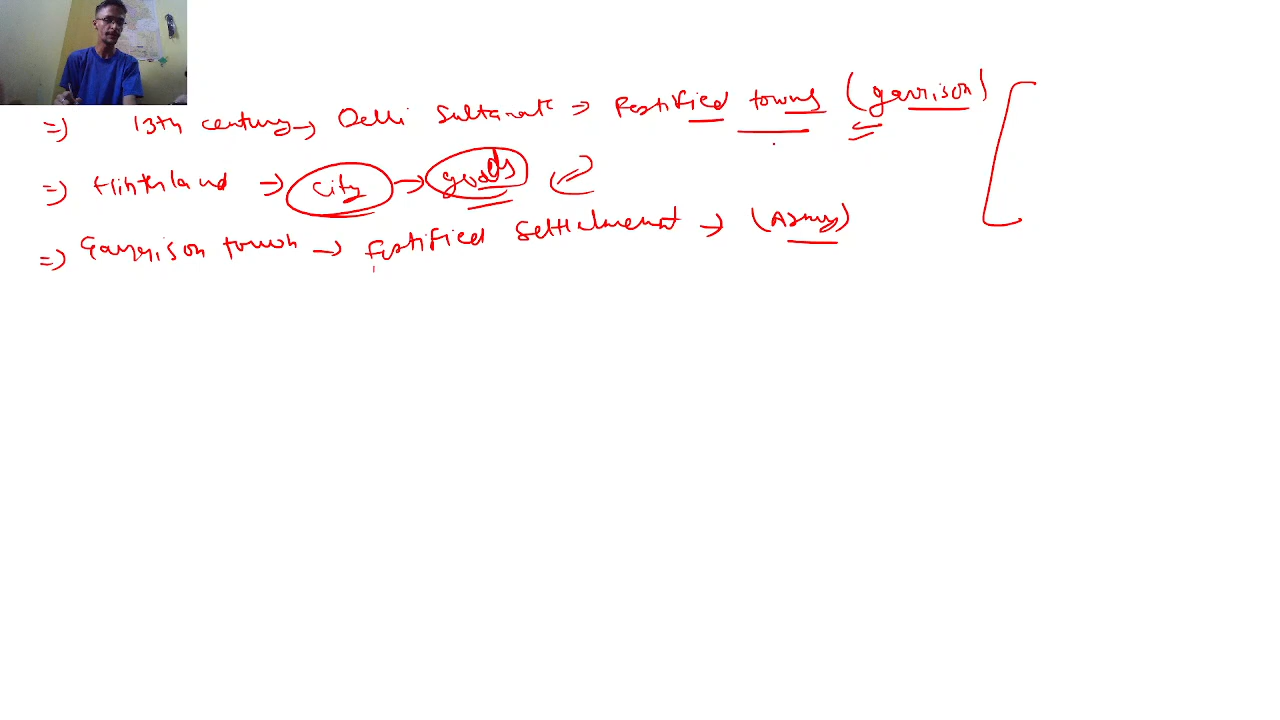 => 13th century → Delhi Sultanate => Fortified towns (garrison)
=> Hinterland → City → goods
=> Garrison town → fortified Settlement → (Army)